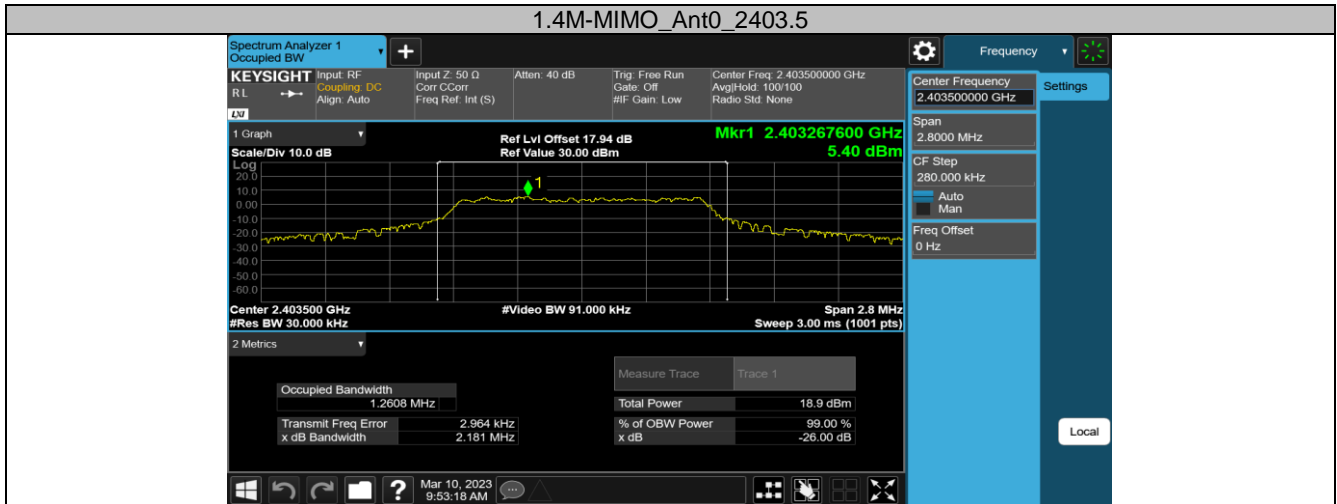 1.4M-MIMO_Ant0_2403.5
Spectrum Analyzer 1
Occupied BW
+
Frequency
KEYSIGHT
RL
LXI
Input: RF
Coupling: DC
Align: Auto
Input Z: 50 Ω
Corr CCorr
Freq Ref: Int (S)
Atten: 40 dB
Trig: Free Run
Gate: Off
#IF Gain: Low
Center Freq: 2.403500000 GHz
Avg|Hold: 100/100
Radio Std: None
Center Frequency
2.403500000 GHz
Settings
Span
2.8000 MHz
CF Step
280.000 kHz
Auto
Man
Freq Offset
0 Hz
1 Graph
Scale/Div 10.0 dB
Ref Lvl Offset 17.94 dB
Ref Value 30.00 dBm
Mkr1 2.403267600 GHz
5.40 dBm
Log
20.0
10.0
0.00
-10.0
-20.0
-30.0
-40.0
-50.0
-60.0
1
Center 2.403500 GHz
#Res BW 30.000 kHz
#Video BW 91.000 kHz
Span 2.8 MHz
Sweep 3.00 ms (1001 pts)
2 Metrics
Measure Trace Trace 1
Occupied Bandwidth
1.2608 MHz
Total Power 18.9 dBm
Transmit Freq Error 2.964 kHz
% of OBW Power 99.00 %
x dB Bandwidth 2.181 MHz
x dB -26.00 dB
Local
?
Mar 10, 2023
9:53:18 AM